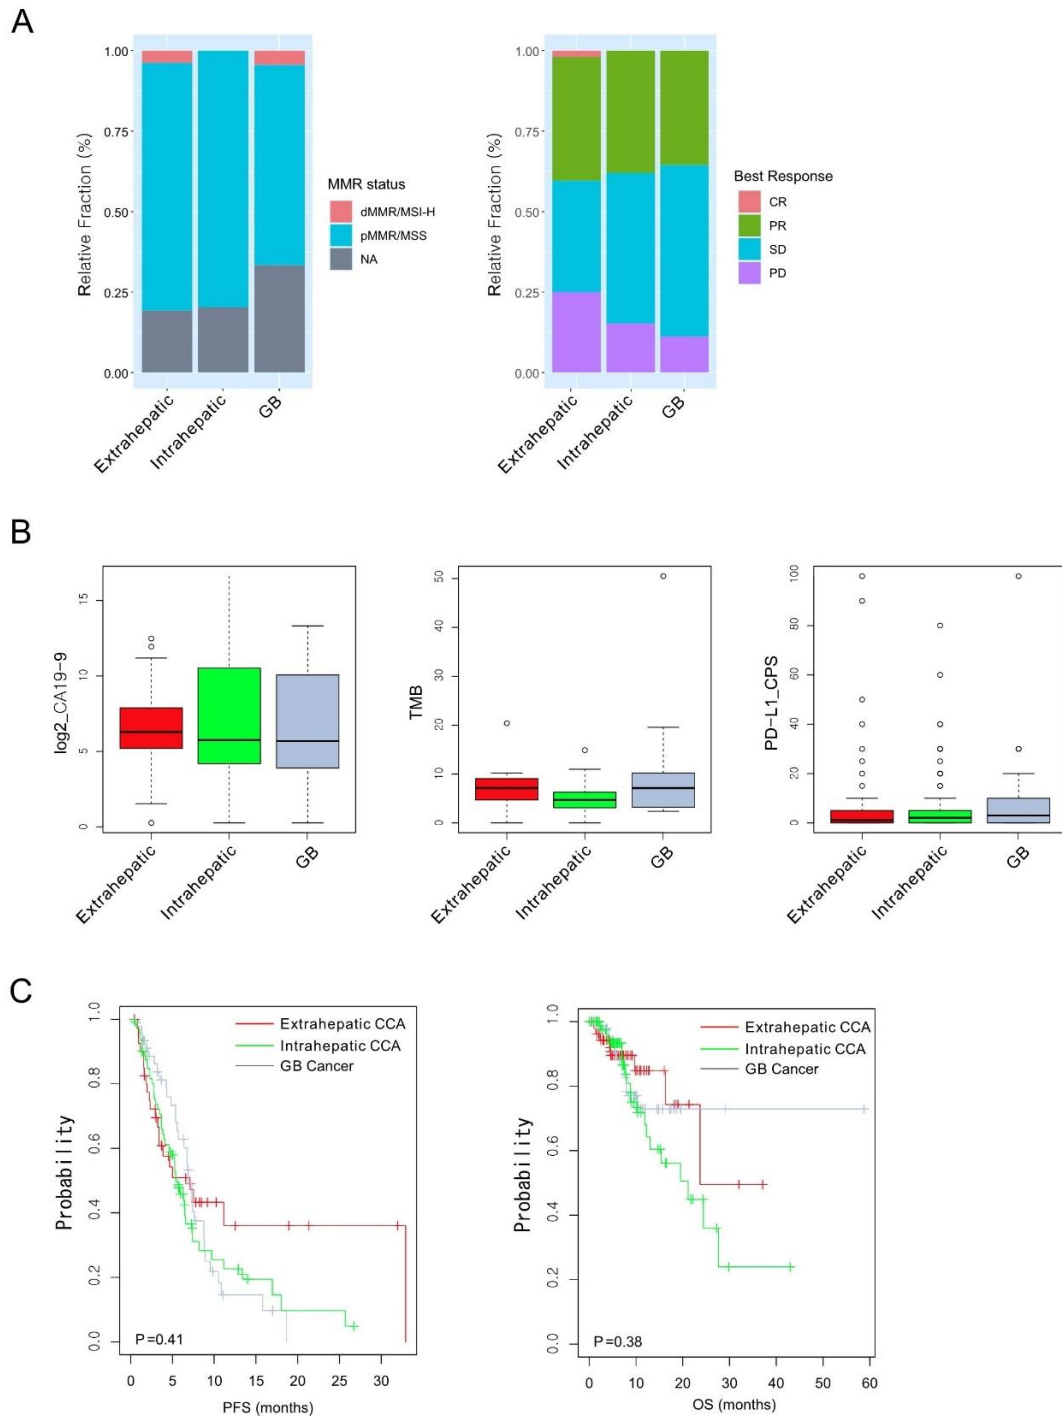 A
Relative Fraction (%)
1.00
0.75
0.50
0.25
0.00
Extrahepatic
Intrahepatic
GB
MMR status
dMMR/MSI-H
pMMR/MSS
NA
Relative Fraction (%)
1.00
0.75
0.50
0.25
0.00
Extrahepatic
Intrahepatic
GB
Best Response
CR
PR
SD
PD
B
log2_CA19-9
15
10
5
0
Extrahepatic
Intrahepatic
GB
TMB
50
40
30
20
10
0
Extrahepatic
Intrahepatic
GB
PD-L1_CPS
100
80
60
40
20
0
Extrahepatic
Intrahepatic
GB
C
Probability
1.0
0.8
0.6
0.4
0.2
0.0
Extrahepatic CCA
Intrahepatic CCA
GB Cancer
P=0.41
0 5 10 15 20 25 30
PFS (months)
Probability
1.0
0.8
0.6
0.4
0.2
0.0
Extrahepatic CCA
Intrahepatic CCA
GB Cancer
P=0.38
0 10 20 30 40 50 60
OS (months)